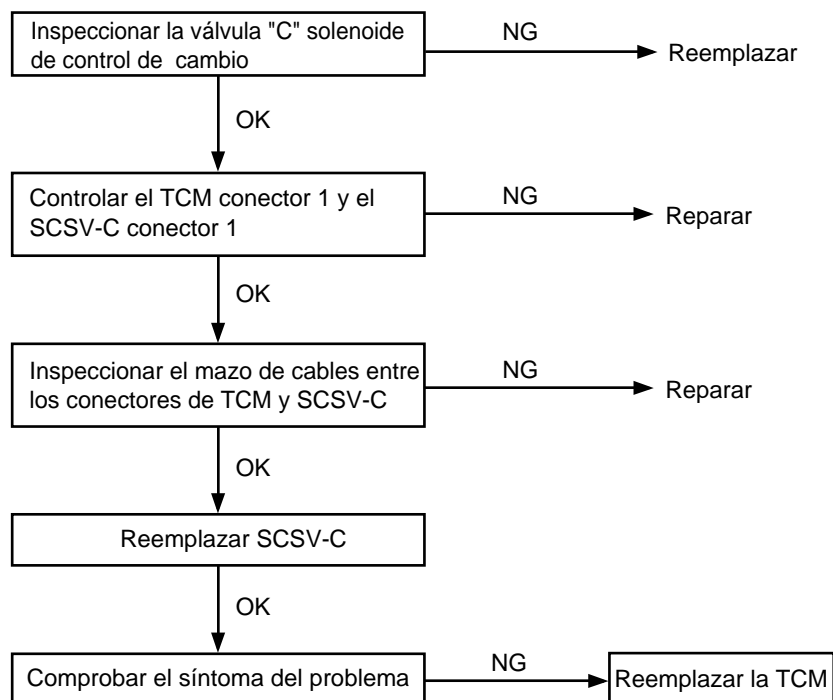 Inspeccionar la válvula "C" solenoide
de control de cambio
NG
Reemplazar
OK
Controlar el TCM conector 1 y el
SCSV-C conector 1
NG
Reparar
OK
Inspeccionar el mazo de cables entre
los conectores de TCM y SCSV-C
NG
Reparar
OK
Reemplazar SCSV-C
OK
Comprobar el síntoma del problema
NG
Reemplazar la TCM